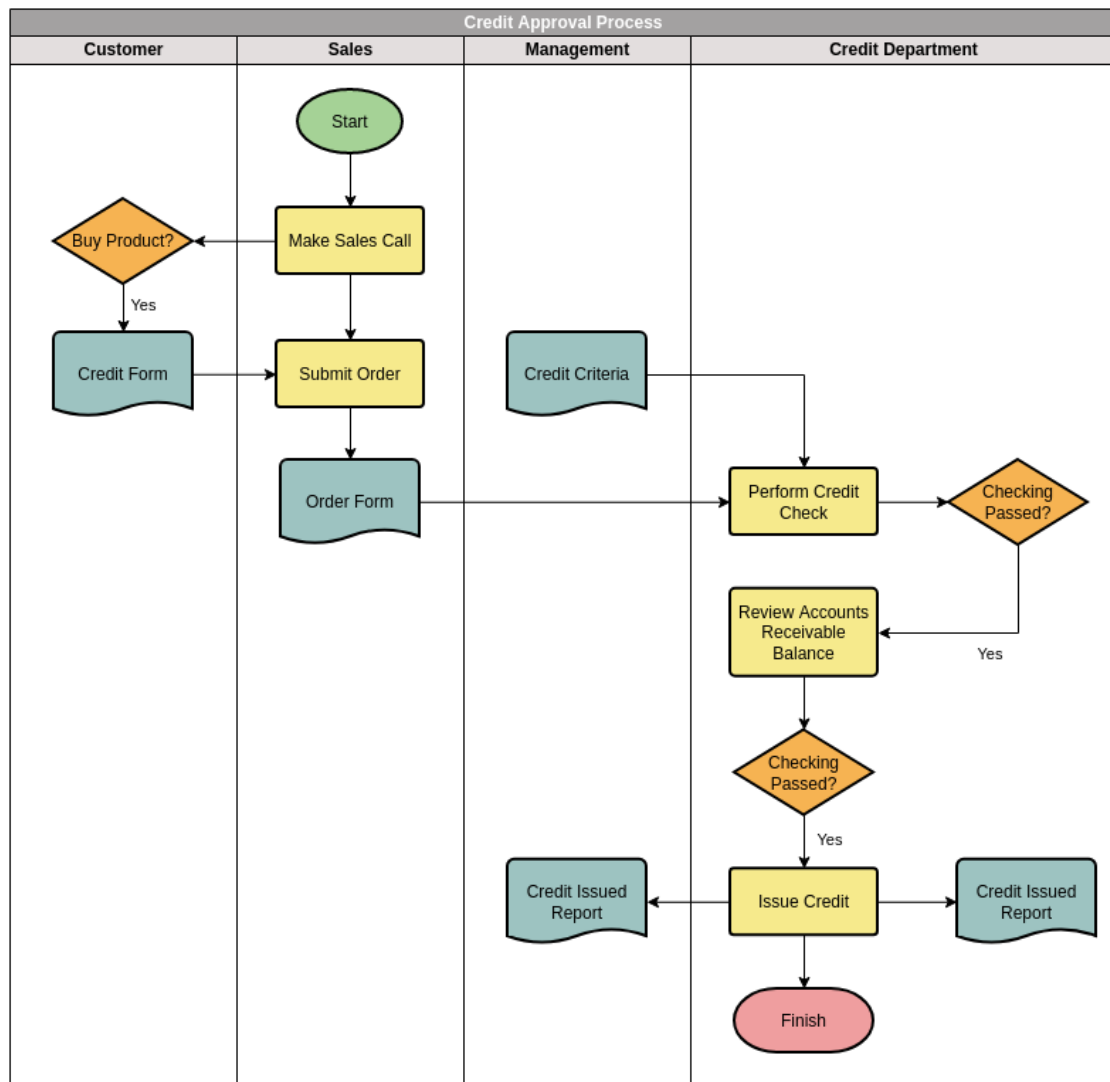 Credit Approval Process
Customer
Sales
Management
Credit Department
Start
Buy Product?
Make Sales Call
Yes
Credit Form
Submit Order
Credit Criteria
Order Form
Perform Credit
Check
Checking
Passed?
Review Accounts
Receivable
Balance
Yes
Checking
Passed?
Yes
Credit Issued
Report
Issue Credit
Credit Issued
Report
Finish